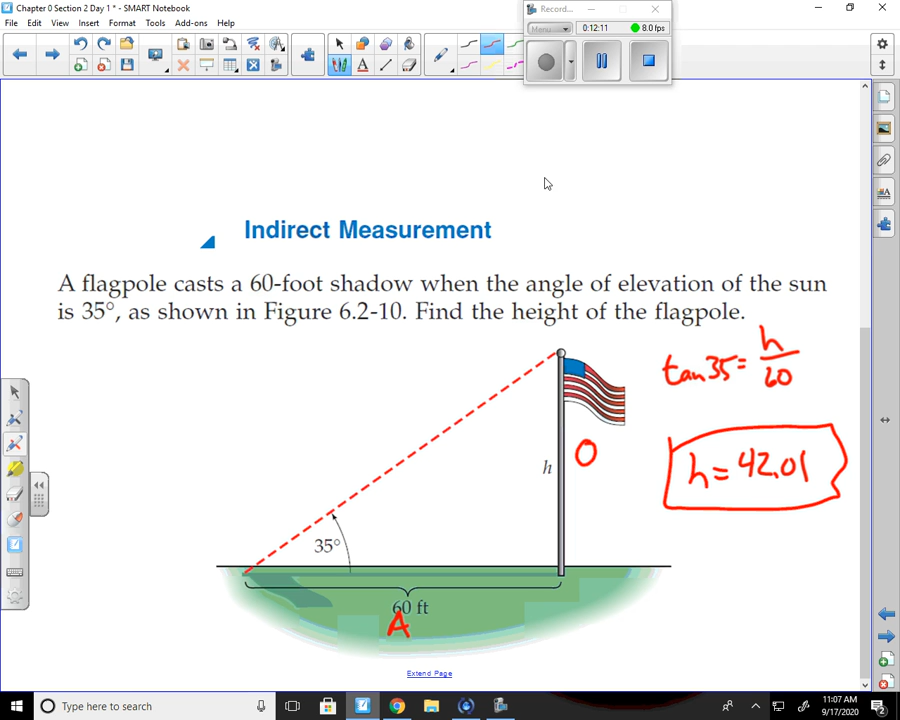 Chapter 0 Section 2 Day 1 * - SMART Notebook
Record...
File Edit View Insert Format Tools Add-ons Help
Menu
0:12:11
8.0 fps
Indirect Measurement
A flagpole casts a 60-foot shadow when the angle of elevation of the sun
is 35°, as shown in Figure 6.2-10. Find the height of the flagpole.
tan 35 = h/60
O
h
h = 42.01
35°
60 ft
A
Extend Page
Type here to search
11:07 AM
9/17/2020
2